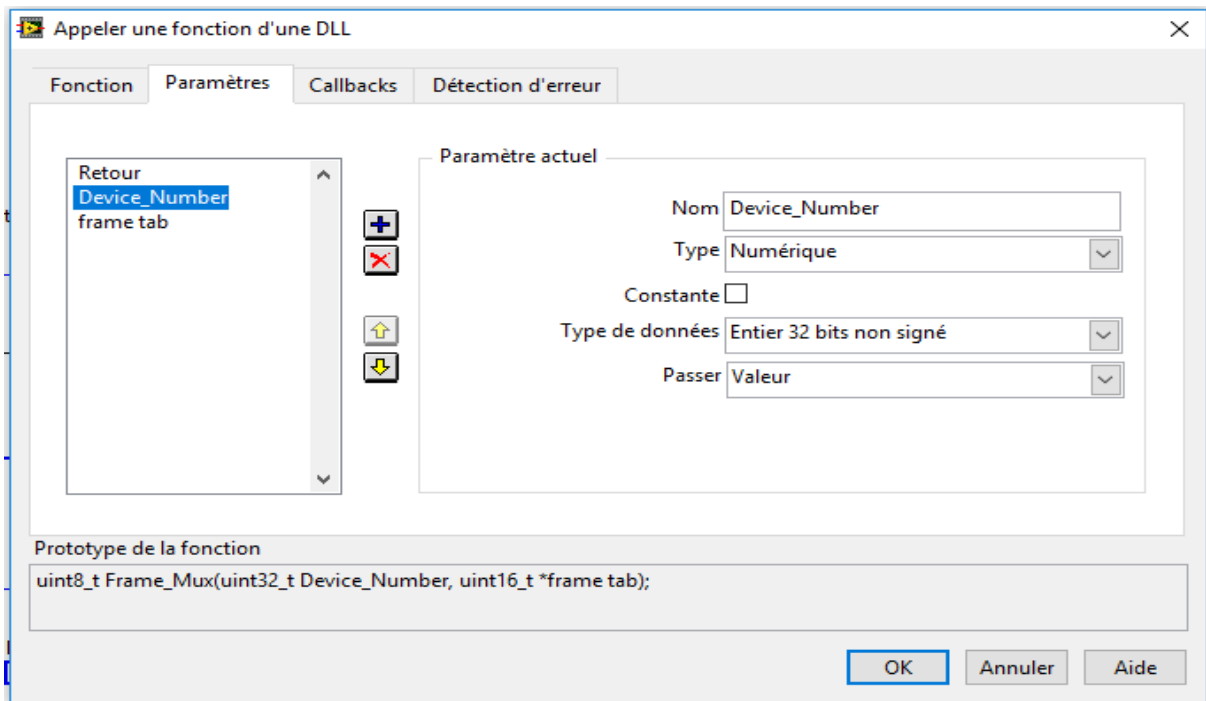 Appeler une fonction d'une DLL
Fonction Paramètres Callbacks Détection d'erreur
Retour
Device_Number
frame tab
Paramètre actuel
Nom Device_Number
Type Numérique
Constante
Type de données Entier 32 bits non signé
Passer Valeur
Prototype de la fonction
uint8_t Frame_Mux(uint32_t Device_Number, uint16_t *frame tab);
OK Annuler Aide